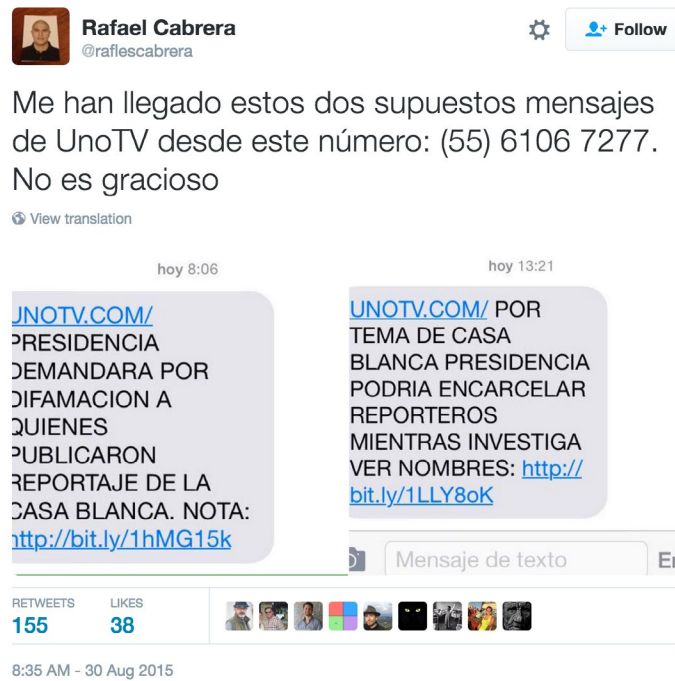 Rafael Cabrera
@raflescabrera
Follow
Me han llegado estos dos supuestos mensajes
de UnoTV desde este número: (55) 6106 7277.
No es gracioso
View translation
hoy 8:06
UNOTV.COM/
PRESIDENCIA
DEMANDARA POR
DIFAMACION A
QUIENES
PUBLICARON
REPORTAJE DE LA
CASA BLANCA. NOTA:
http://bit.ly/1hMG15k
hoy 13:21
UNOTV.COM/ POR
TEMA DE CASA
BLANCA PRESIDENCIA
PODRIA ENCARCELAR
REPORTEROS
MIENTRAS INVESTIGA
VER NOMBRES: http://
bit.ly/1LLY8oK
Mensaje de texto
RETWEETS
155
LIKES
38
8:35 AM - 30 Aug 2015